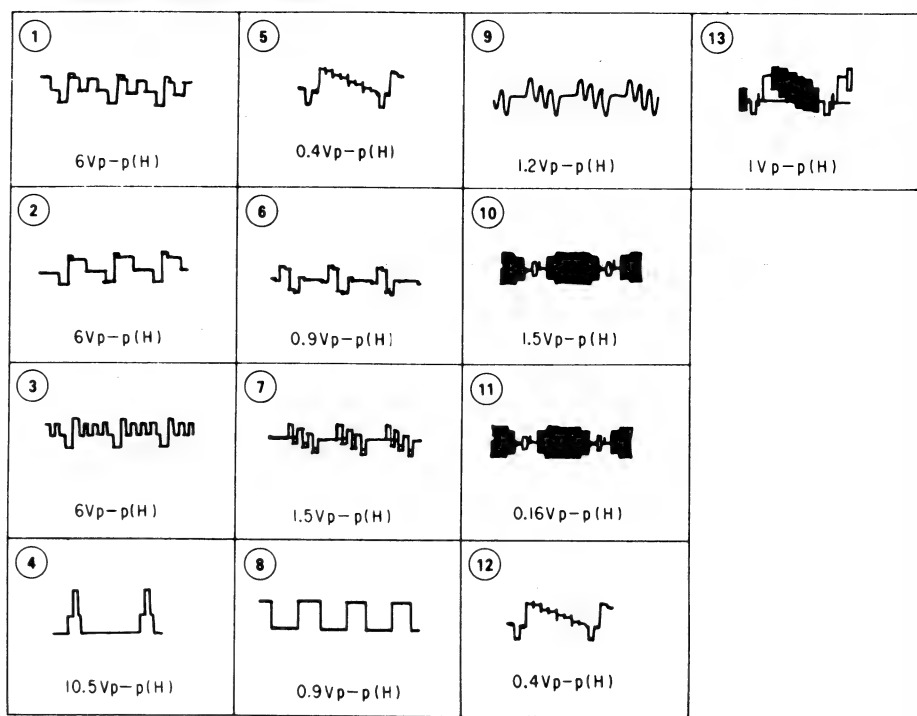 1
6Vp-p(H)
5
0.4Vp-p(H)
9
1.2Vp-p(H)
13
1Vp-p(H)
2
6Vp-p(H)
6
0.9Vp-p(H)
10
1.5Vp-p(H)
3
6Vp-p(H)
7
1.5Vp-p(H)
11
0.16Vp-p(H)
4
10.5Vp-p(H)
8
0.9Vp-p(H)
12
0.4Vp-p(H)